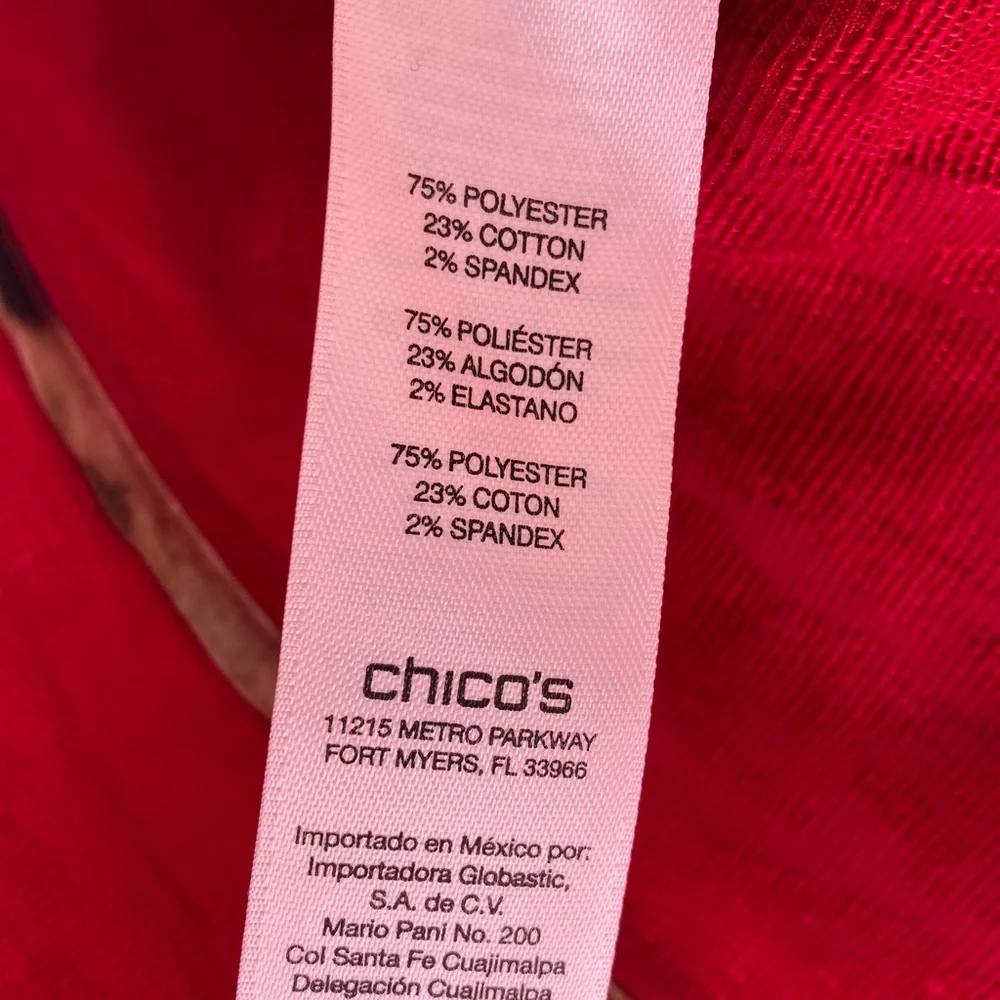 75% POLYESTER
23% COTTON
2% SPANDEX
75% POLIÉSTER
23% ALGODÓN
2% ELASTANO
75% POLYESTER
23% COTON
2% SPANDEX
chico's
11215 METRO PARKWAY
FORT MYERS, FL 33966
Importado en México por:
Importadora Globastic,
S.A. de C.V.
Mario Pani No. 200
Col Santa Fe Cuajimalpa
Delegación Cuajimalpa